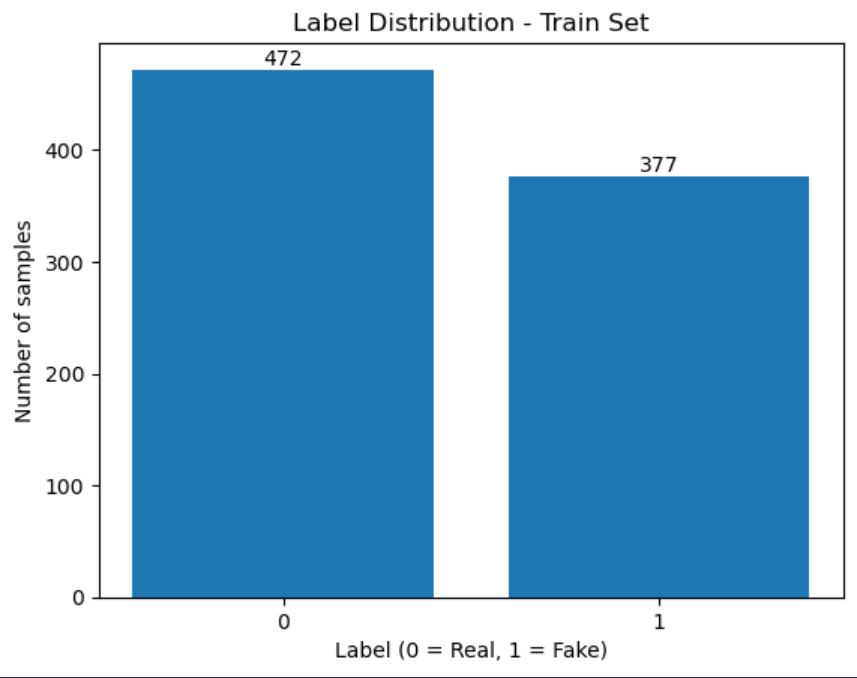 Label Distribution - Train Set
472
377
400
300
200
100
0
Number of samples
0 1
Label (0 = Real, 1 = Fake)